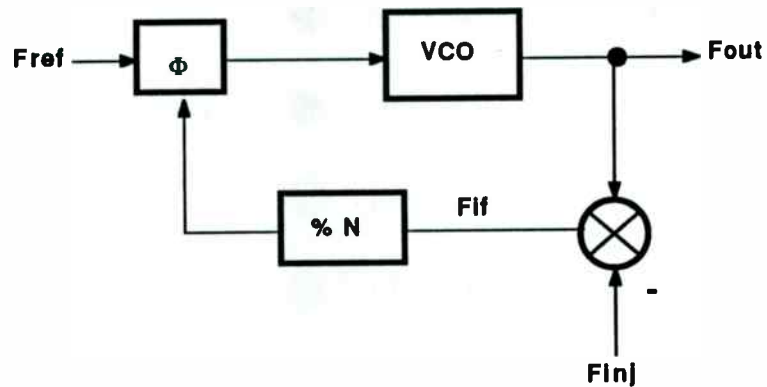 Fref
Φ
VCO
Fout
% N
Fif
-
Finj